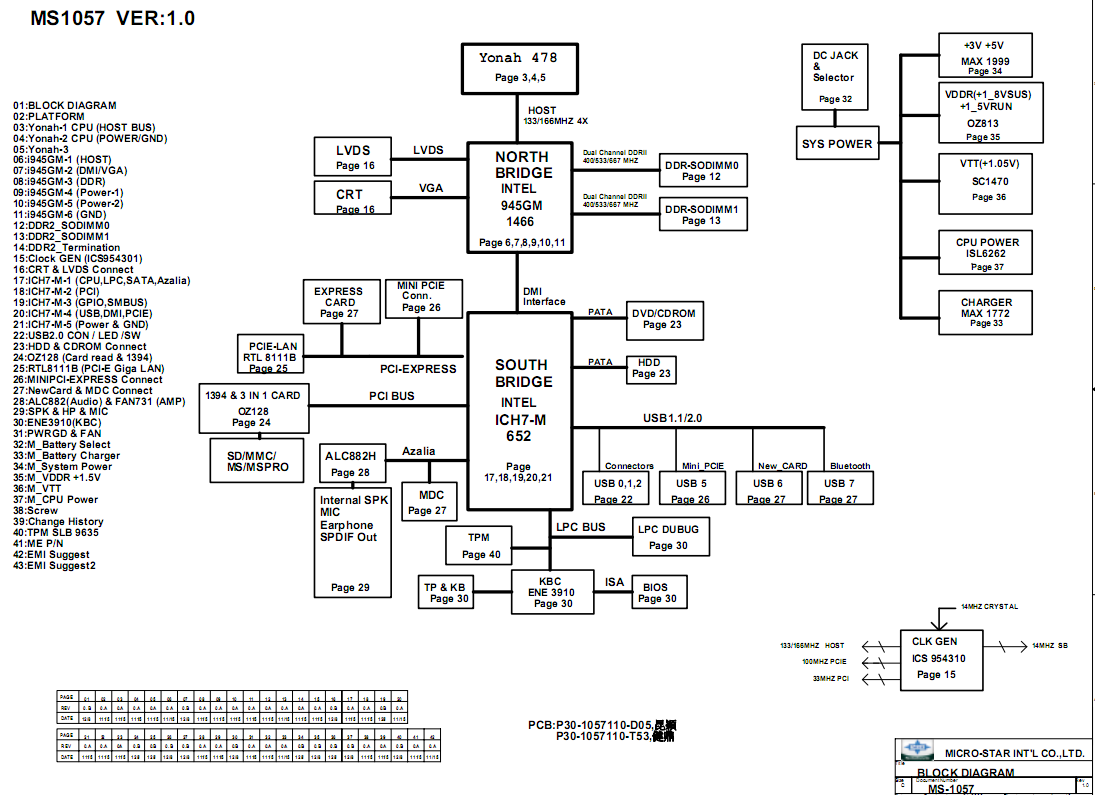 MS1057 VER:1.0
01:BLOCK DIAGRAM
02:PLATFORM
03:Yonah-1 CPU (HOST BUS)
04:Yonah-2 CPU (POWER/GND)
05:Yonah-3
06:i945GM-1 (HOST)
07:i945GM-2 (DMI/VGA)
08:i945GM-3 (DDR)
09:i945GM-4 (Power-1)
10:i945GM-5 (Power-2)
11:i945GM-6 (GND)
12:DDR2_SODIMM0
13:DDR2_SODIMM1
14:DDR2_Termination
15:Clock GEN (ICS954301)
16:CRT & LVDS Connect
17:ICH7-M-1 (CPU,LPC,SATA,Azalia)
18:ICH7-M-2 (PCI)
19:ICH7-M-3 (GPIO,SMBUS)
20:ICH7-M-4 (USB,DMI,PCIE)
21:ICH7-M-5 (Power & GND)
22:USB2.0 CON / LED /SW
23:HDD & CDROM Connect
24:OZ128 (Card read & 1394)
25:RTL8111B (PCI-E Giga LAN)
26:MINIPCI-EXPRESS Connect
27:NewCard & MDC Connect
28:ALC882(Audio) & FAN731 (AMP)
29:SPK & HP & MIC
30:ENE3910(KBC)
31:PWRGD & FAN
32:M_Battery Select
33:M_Battery Charger
34:M_System Power
35:M_VDDR +1.5V
36:M_VTT
37:M_CPU Power
38:Screw
39:Change History
40:TPM SLB 9635
41:ME P/N
42:EMI Suggest
43:EMI Suggest2
Yonah 478
Page 3,4,5
HOST
133/166MHZ 4X
LVDS
Page 16
LVDS
CRT
Page 16
VGA
NORTH
BRIDGE
INTEL
945GM
1466
Page 6,7,8,9,10,11
Dual Channel DDRII
400/533/667 MHZ
DDR-SODIMM0
Page 12
Dual Channel DDRII
400/533/667 MHZ
DDR-SODIMM1
Page 13
DMI
Interface
EXPRESS
CARD
Page 27
MINI PCIE
Conn.
Page 26
PCIE-LAN
RTL 8111B
Page 25
PCI-EXPRESS
1394 & 3 IN 1 CARD
OZ128
Page 24
PCI BUS
SD/MMC/
MS/MSPRO
ALC882H
Page 28
Azalia
MDC
Page 27
Internal SPK
MIC
Earphone
SPDIF Out
Page 29
SOUTH
BRIDGE
INTEL
ICH7-M
652
Page
17,18,19,20,21
PATA
DVD/CDROM
Page 23
PATA
HDD
Page 23
USB1.1/2.0
Connectors
USB 0,1,2
Page 22
Mini_PCIE
USB 5
Page 26
New_CARD
USB 6
Page 27
Bluetooth
USB 7
Page 27
LPC BUS
LPC DUBUG
Page 30
TPM
Page 40
TP & KB
Page 30
KBC
ENE 3910
Page 30
ISA
BIOS
Page 30
DC JACK
&
Selector
Page 32
SYS POWER
+3V +5V
MAX 1999
Page 34
VDDR(+1_8VSUS)
+1_5VRUN
OZ813
Page 35
VTT(+1.05V)
SC1470
Page 36
CPU POWER
ISL6262
Page 37
CHARGER
MAX 1772
Page 33
14MHZ CRYSTAL
CLK GEN
ICS 954310
Page 15
133/166MHZ HOST
100MHZ PCIE
33MHZ PCI
14MHZ SB
PAGE
REV
DATE
PAGE
REV
DATE
PCB:P30-1057110-D05,昆穎
P30-1057110-T53,健鼎
MICRO-STAR INT'L CO.,LTD.
Title
BLOCK DIAGRAM
Size
C
Document Number
MS-1057
Rev
1.0